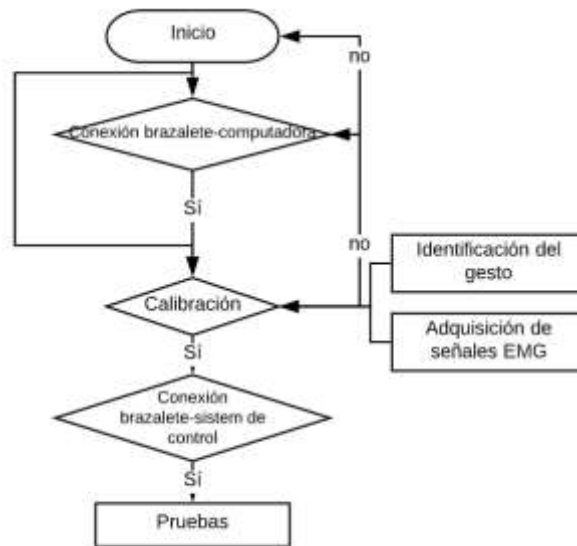 Inicio
no
Conexión brazalete-computadora
Sí
no
Identificación del
gesto
Calibración
Adquisición de
señales EMG
Sí
Conexión
brazalete-sistem de
control
Sí
Pruebas